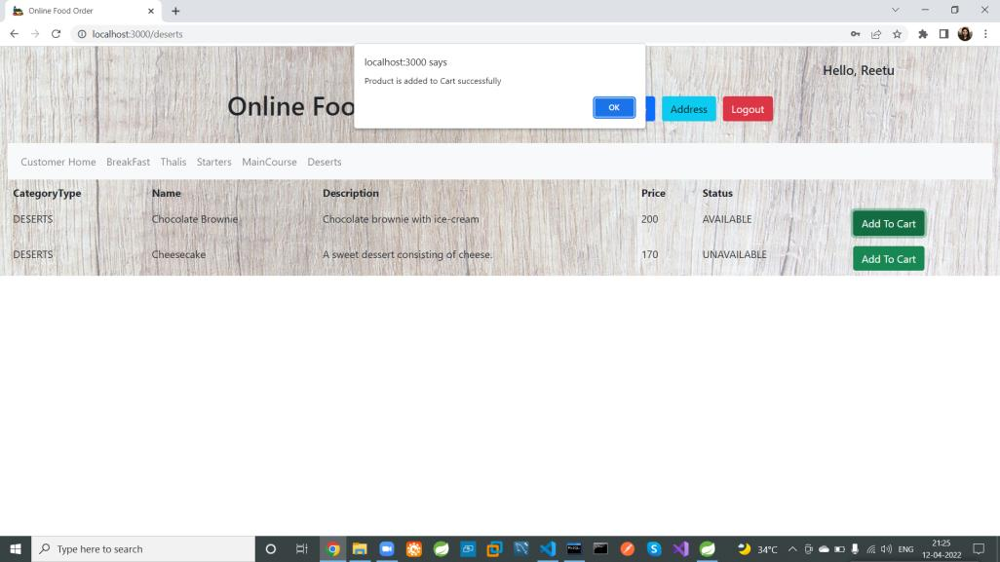 Online Food Order
localhost:3000/deserts
localhost:3000 says
Product is added to Cart successfully
OK
Hello, Reetu
Online Foo
Address
Logout
Customer Home BreakFast Thalis Starters MainCourse Deserts
CategoryType Name Description Price Status
DESERTS Chocolate Brownie Chocolate brownie with ice-cream 200 AVAILABLE Add To Cart
DESERTS Cheesecake A sweet dessert consisting of cheese. 170 UNAVAILABLE Add To Cart
Type here to search
34°C
ENG
21:25
12-04-2022